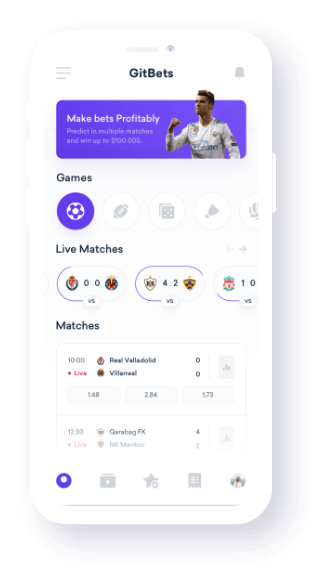 GitBets
Make bets Profitably
Predict in multiple matches
and win up to $100 000.
Games
Live Matches
0 : 0
VS
4 : 2
VS
1 : 0
VS
Matches
10:00 Real Valladolid 0
Live Villarreal 0
1.48 2.84 1.73
12:30 Qarabag FK 4
Live NK Maribor 2